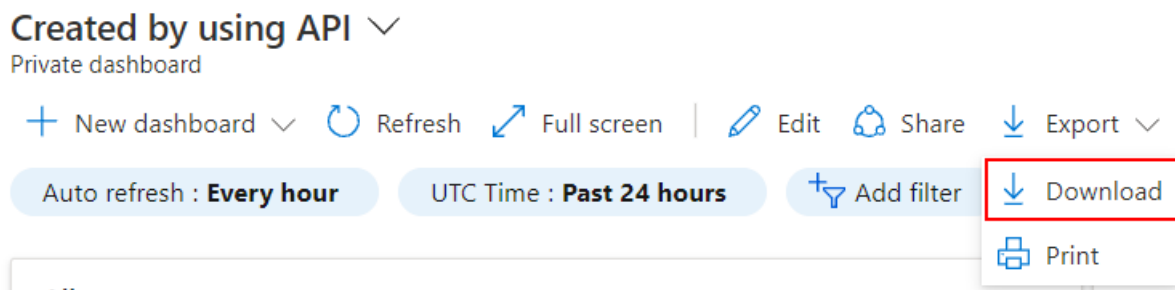 Created by using API
Private dashboard
New dashboard Refresh Full screen Edit Share Export
Auto refresh : Every hour UTC Time : Past 24 hours Add filter Download
Print